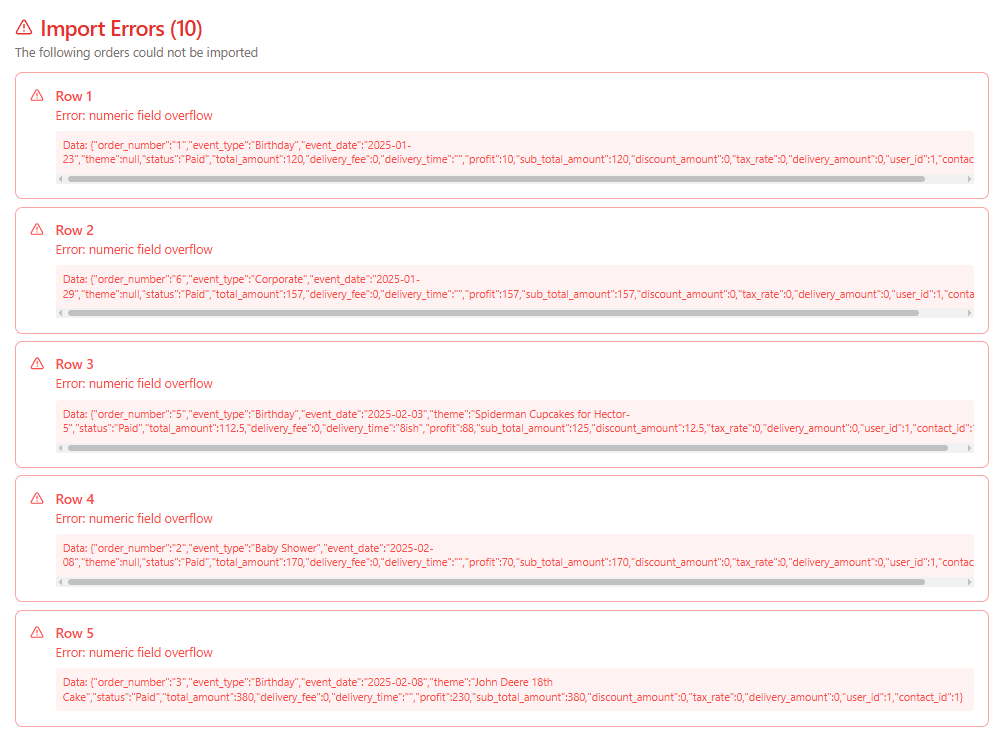 Import Errors (10)
The following orders could not be imported
Row 1
Error: numeric field overflow
Data: {"order_number":"1","event_type":"Birthday","event_date":"2025-01-
23","theme":null,"status":"Paid","total_amount":120,"delivery_fee":0,"delivery_time":"","profit":10,"sub_total_amount":120,"discount_amount":0,"tax_rate":0,"delivery_amount":0,"user_id":1,"contac
Row 2
Error: numeric field overflow
Data: {"order_number":"6","event_type":"Corporate","event_date":"2025-01-
29","theme":null,"status":"Paid","total_amount":157,"delivery_fee":0,"delivery_time":"","profit":157,"sub_total_amount":157,"discount_amount":0,"tax_rate":0,"delivery_amount":0,"user_id":1,"conta
Row 3
Error: numeric field overflow
Data: {"order_number":"5","event_type":"Birthday","event_date":"2025-02-03","theme":"Spiderman Cupcakes for Hector-
5","status":"Paid","total_amount":112.5,"delivery_fee":0,"delivery_time":"8ish","profit":88,"sub_total_amount":125,"discount_amount":12.5,"tax_rate":0,"delivery_amount":0,"user_id":1,"contact_id":
Row 4
Error: numeric field overflow
Data: {"order_number":"2","event_type":"Baby Shower","event_date":"2025-02-
08","theme":null,"status":"Paid","total_amount":170,"delivery_fee":0,"delivery_time":"","profit":70,"sub_total_amount":170,"discount_amount":0,"tax_rate":0,"delivery_amount":0,"user_id":1,"contac
Row 5
Error: numeric field overflow
Data: {"order_number":"3","event_type":"Birthday","event_date":"2025-02-08","theme":"John Deere 18th
Cake","status":"Paid","total_amount":380,"delivery_fee":0,"delivery_time":"","profit":230,"sub_total_amount":380,"discount_amount":0,"tax_rate":0,"delivery_amount":0,"user_id":1,"contact_id":1}